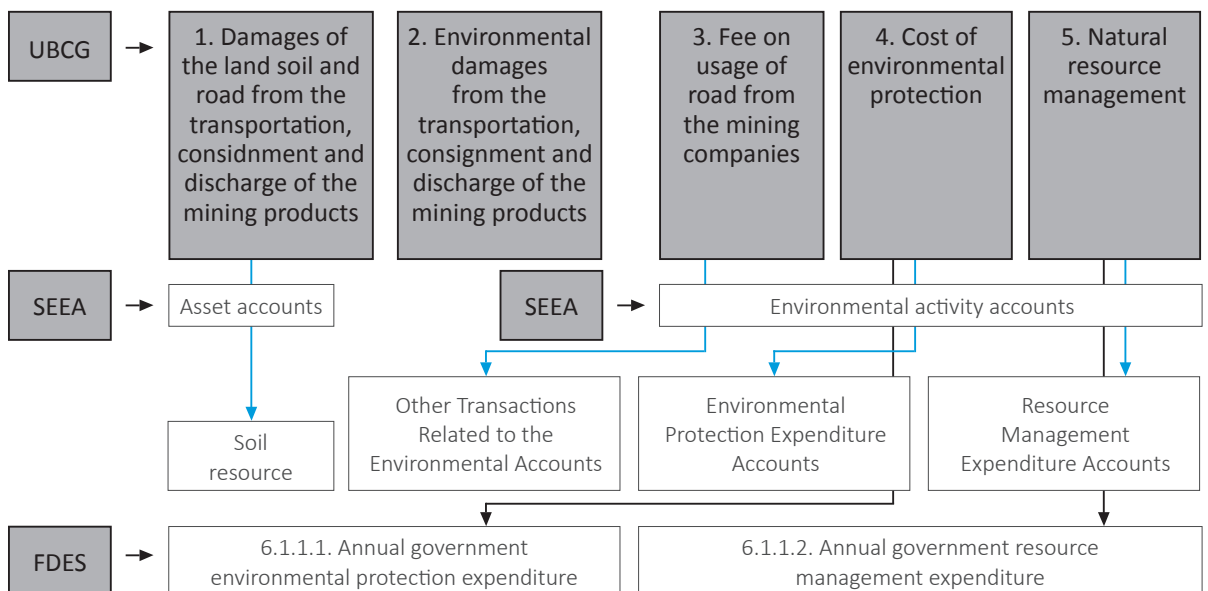 UBCG
1. Damages of
the land soil and
road from the
transportation,
considnment and
discharge of the
mining products
2. Environmental
damages
from the
transportation,
consignment and
discharge of the
mining products
3. Fee on
usage of
road from
the mining
companies
4. Cost of
environmental
protection
5. Natural
resource
management
SEEA
Asset accounts
SEEA
Environmental activity accounts
Soil
resource
Other Transactions
Related to the
Environmental Accounts
Environmental
Protection Expenditure
Accounts
Resource
Management
Expenditure Accounts
FDES
6.1.1.1. Annual government
environmental protection expenditure
6.1.1.2. Annual government resource
management expenditure